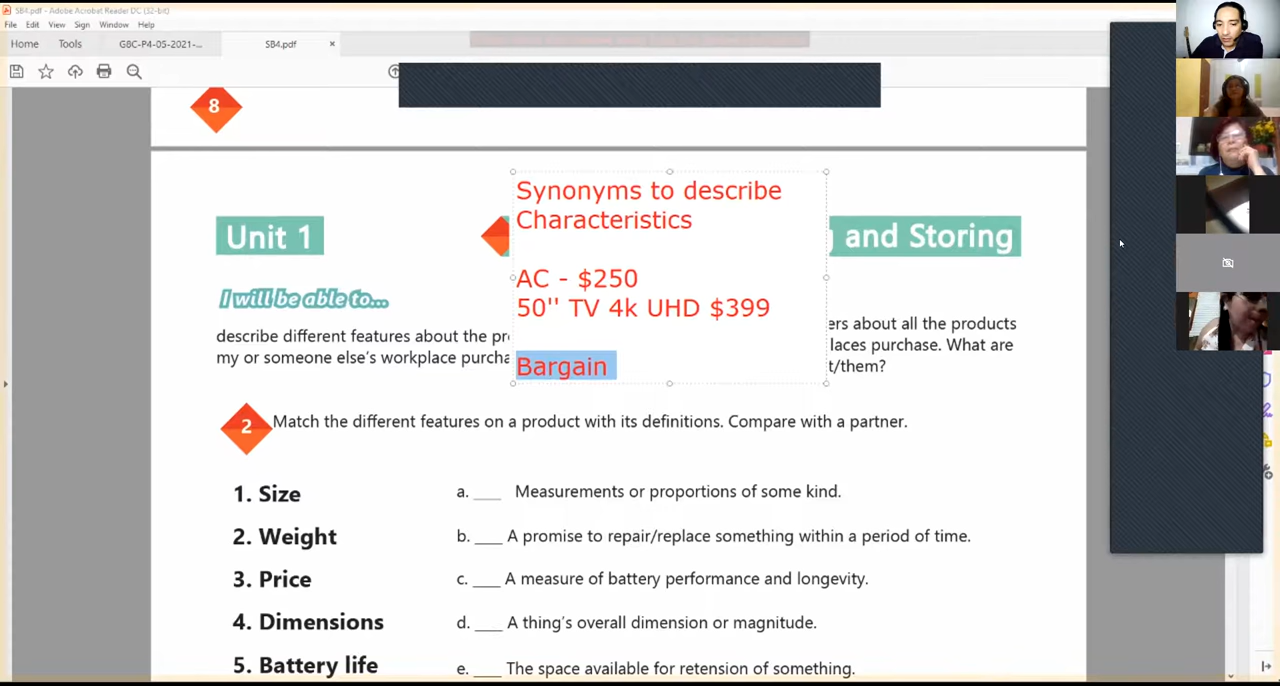 SB4.pdf - Adobe Acrobat Reader DC (32-bit)
File Edit View Sign Window Help
Home Tools G8C-P4-05-2021-... SB4.pdf ×
8
Synonyms to describe
Characteristics
AC - $250
50'' TV 4k UHD $399
Bargain
Unit 1
and Storing
I will be able to...
describe different features about the pr
my or someone else's workplace purcha
ers about all the products
laces purchase. What are
t/them?
2 Match the different features on a product with its definitions. Compare with a partner.
1. Size a. ___ Measurements or proportions of some kind.
2. Weight b. ___ A promise to repair/replace something within a period of time.
3. Price c. ___ A measure of battery performance and longevity.
4. Dimensions d. ___ A thing's overall dimension or magnitude.
5. Battery life e. ___ The space available for retention of something.